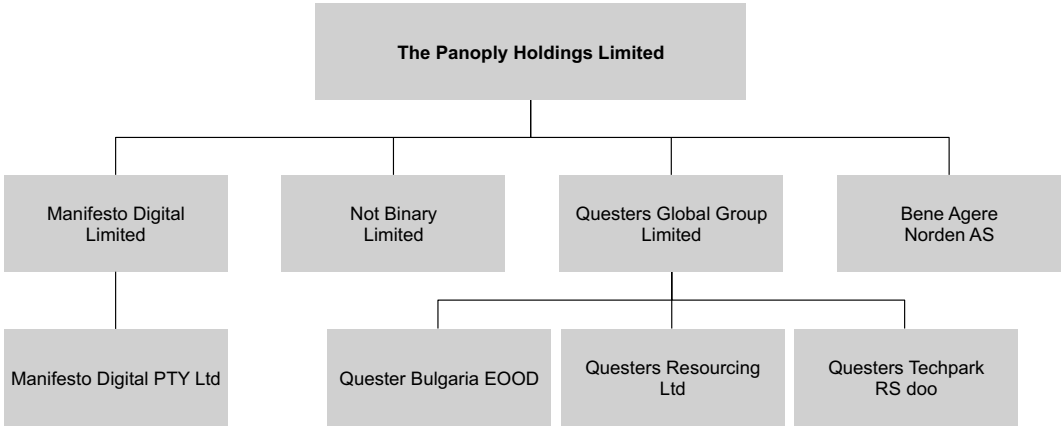 The Panoply Holdings Limited
Manifesto Digital
Limited
Not Binary
Limited
Questers Global Group
Limited
Bene Agere
Norden AS
Manifesto Digital PTY Ltd
Quester Bulgaria EOOD
Questers Resourcing
Ltd
Questers Techpark
RS doo